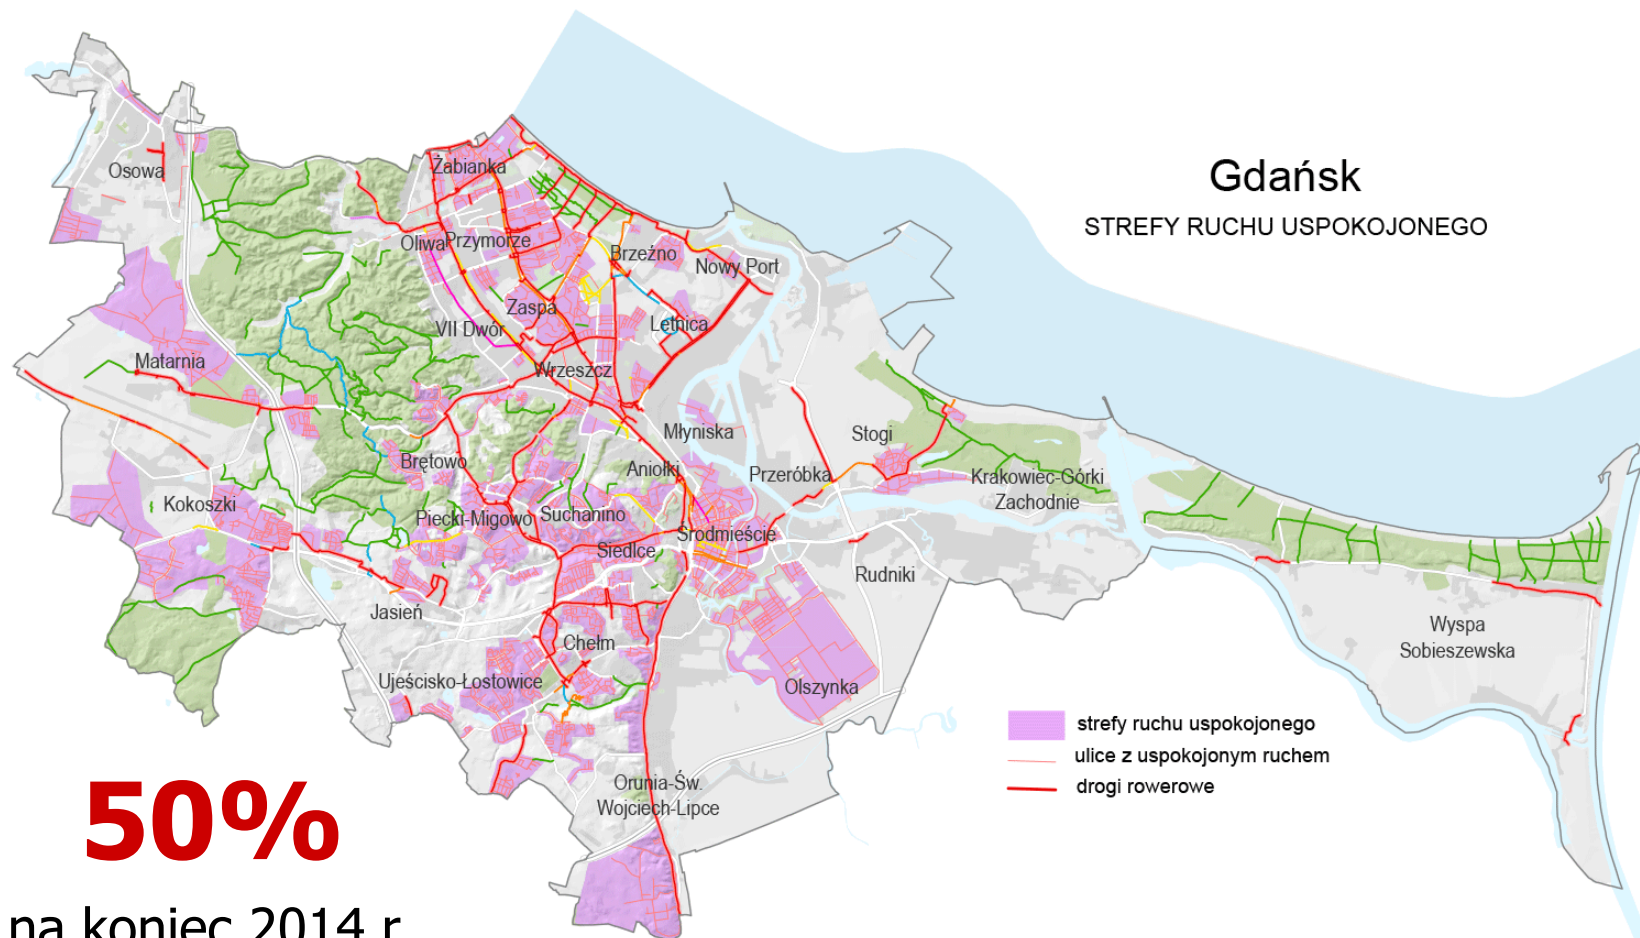 Gdańsk
STREFY RUCHU USPOKOJONEGO
Osowa
Żabianka
Oliwa
Przymorze
Brzeźno
Nowy Port
Zaspa
VII Dwór
Letnica
Matarnia
Wrzeszcz
Młyniska
Stogi
Brętowo
Aniołki
Przeróbka
Krakowiec-Górki
Zachodnie
Kokoszki
Piecki-Migowo
Suchanino
Śródmieście
Siedlce
Rudniki
Jasień
Wyspa
Sobieszewska
Chełm
Ujeścisko-Łostowice
Olszynka
strefy ruchu uspokojonego
ulice z uspokojonym ruchem
drogi rowerowe
Orunia-Św.
Wojciech-Lipce
50%
na koniec 2014 r